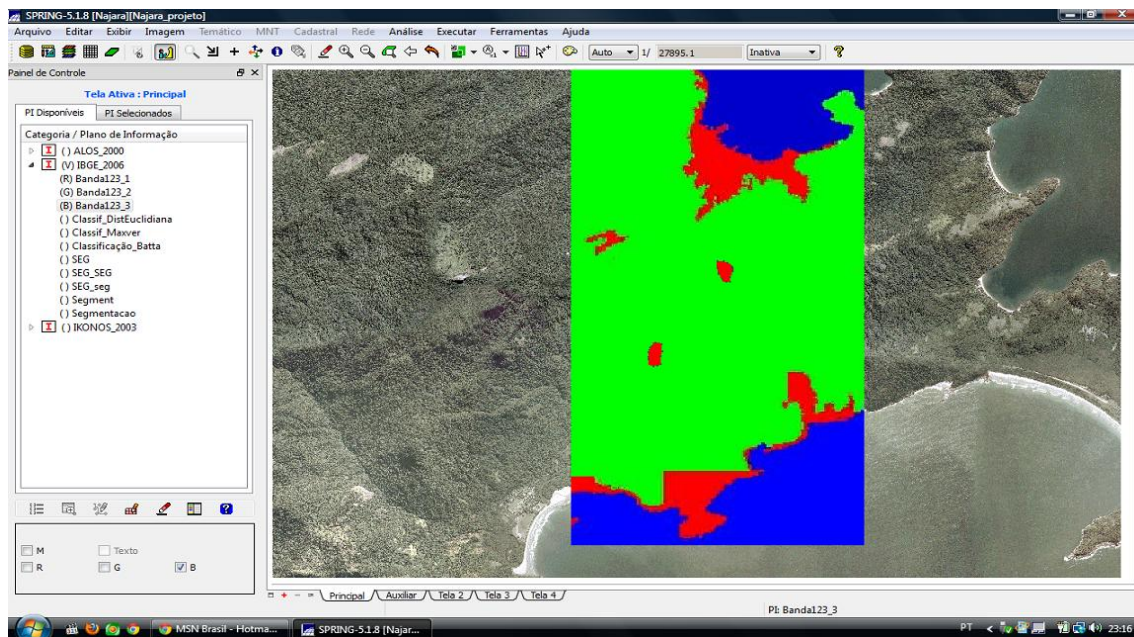 SPRING-5.1.8 [Najara][Najara_projeto]
Arquivo Editar Exibir Imagem Temático MNT Cadastral Rede Análise Executar Ferramentas Ajuda
Auto 1/ 27895.1 Inativa
Painel de Controle
Tela Ativa : Principal
PI Disponíveis PI Selecionados
Categoria / Plano de Informação
( ) ALOS_2000
(V) IBGE_2006
(R) Banda123_1
(G) Banda123_2
(B) Banda123_3
( ) Classif_DistEuclidiana
( ) Classif_Maxver
( ) Classificação_Batta
( ) SEG
( ) SEG_SEG
( ) SEG_seg
( ) Segment
( ) Segmentacao
( ) IKONOS_2003
M Texto
R G B
Principal Auxiliar Tela 2 Tela 3 Tela 4
PI: Banda123_3
MSN Brasil - Hotma... SPRING-5.1.8 [Najar... PT 23:16